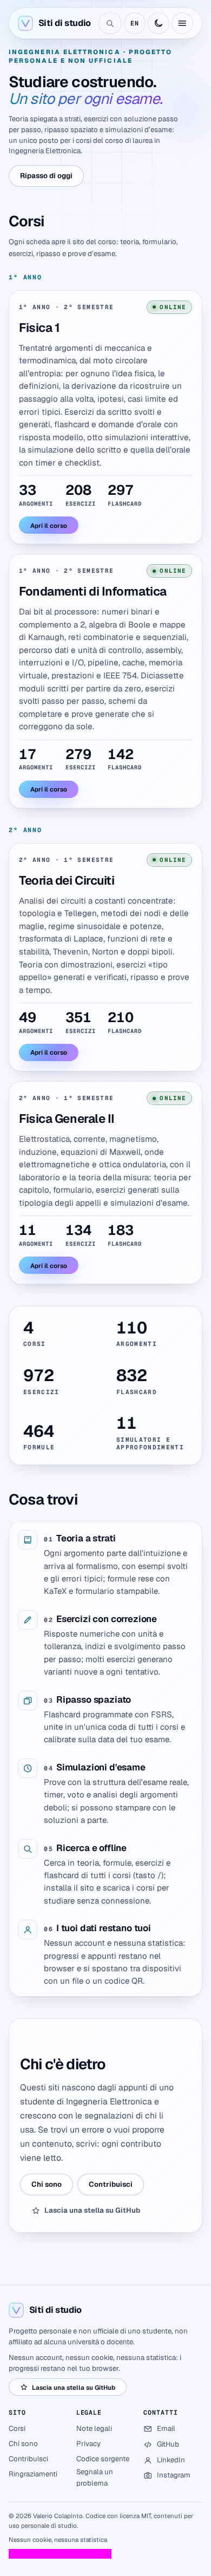 Siti di studio
EN
INGEGNERIA ELETTRONICA · PROGETTO
PERSONALE E NON UFFICIALE
Studiare costruendo.
Un sito per ogni esame.
Teoria spiegata a strati, esercizi con soluzione passo
per passo, ripasso spaziato e simulazioni d'esame:
un unico posto per i corsi del corso di laurea in
Ingegneria Elettronica.
Ripasso di oggi
Corsi
Ogni scheda apre il sito del corso: teoria, formulario,
esercizi, ripasso e prove d'esame.
1° ANNO
1° ANNO · 2° SEMESTRE
ONLINE
Fisica 1
Trentatré argomenti di meccanica e
termodinamica, dal moto circolare
all'entropia: per ognuno l'idea fisica, le
definizioni, la derivazione da ricostruire un
passaggio alla volta, ipotesi, casi limite ed
errori tipici. Esercizi da scritto svolti e
generati, flashcard e domande d'orale con
risposta modello, otto simulazioni interattive,
la simulazione dello scritto e quella dell'orale
con timer e checklist.
33 208 297
ARGOMENTI ESERCIZI FLASHCARD
Apri il corso
1° ANNO · 2° SEMESTRE
ONLINE
Fondamenti di Informatica
Dai bit al processore: numeri binari e
complemento a 2, algebra di Boole e mappe
di Karnaugh, reti combinatorie e sequenziali,
percorso dati e unità di controllo, assembly,
interruzioni e I/O, pipeline, cache, memoria
virtuale, prestazioni e IEEE 754. Diciassette
moduli scritti per partire da zero, esercizi
svolti passo per passo, schemi da
completare e prove generate che si
correggono da sole.
17 279 142
ARGOMENTI ESERCIZI FLASHCARD
Apri il corso
2° ANNO
2° ANNO · 1° SEMESTRE
ONLINE
Teoria dei Circuiti
Analisi dei circuiti a costanti concentrate:
topologia e Tellegen, metodi dei nodi e delle
maglie, regime sinusoidale e potenze,
trasformata di Laplace, funzioni di rete e
stabilità, Thevenin, Norton e doppi bipoli.
Teoria con dimostrazioni, esercizi «tipo
appello» generati e verificati, ripasso e prove
a tempo.
49 351 210
ARGOMENTI ESERCIZI FLASHCARD
Apri il corso
2° ANNO · 1° SEMESTRE
ONLINE
Fisica Generale II
Elettrostatica, corrente, magnetismo,
induzione, equazioni di Maxwell, onde
elettromagnetiche e ottica ondulatoria, con il
laboratorio e la teoria della misura: teoria per
capitolo, formulario, esercizi generati sulla
tipologia degli appelli e simulazioni d'esame.
11 134 183
ARGOMENTI ESERCIZI FLASHCARD
Apri il corso
4 110
CORSI ARGOMENTI
972 832
ESERCIZI FLASHCARD
464 11
FORMULE SIMULATORI E
APPROFONDIMENTI
Cosa trovi
01 Teoria a strati
Ogni argomento parte dall'intuizione e
arriva al formalismo, con esempi svolti
e gli errori tipici; formule rese con
KaTeX e formulario stampabile.
02 Esercizi con correzione
Risposte numeriche con unità e
tolleranza, indizi e svolgimento passo
per passo; molti esercizi generano
varianti nuove a ogni tentativo.
03 Ripasso spaziato
Flashcard programmate con FSRS,
unite in un'unica coda di tutti i corsi e
calibrate sulla data del tuo esame.
04 Simulazioni d'esame
Prove con la struttura dell'esame reale,
timer, voto e analisi degli argomenti
deboli; si possono stampare con le
soluzioni a parte.
05 Ricerca e offline
Cerca in teoria, formule, esercizi e
flashcard di tutti i corsi (tasto /);
installa il sito e scarica i corsi per
studiare senza connessione.
06 I tuoi dati restano tuoi
Nessun account e nessuna statistica:
progressi e appunti restano nel
browser e si spostano tra dispositivi
con un file o un codice QR.
Chi c'è dietro
Questi siti nascono dagli appunti di uno
studente di Ingegneria Elettronica e
crescono con le segnalazioni di chi li
usa. Se trovi un errore o vuoi proporre
un contenuto, scrivi: ogni contributo
viene letto.
Chi sono Contribuisci
Lascia una stella su GitHub
Siti di studio
Progetto personale e non ufficiale di uno studente, non
affiliato ad alcuna università o docente.
Nessun account, nessun cookie, nessuna statistica: i
progressi restano nel tuo browser.
Lascia una stella su GitHub
SITO
Corsi
Chi sono
Contribuisci
Ringraziamenti
LEGALE
Note legali
Privacy
Codice sorgente
Segnala un
problema
CONTATTI
Email
GitHub
LinkedIn
Instagram
© 2026 Valerio Colapinto. Codice con licenza MIT, contenuti per
uso personale di studio.
Nessun cookie, nessuna statistica